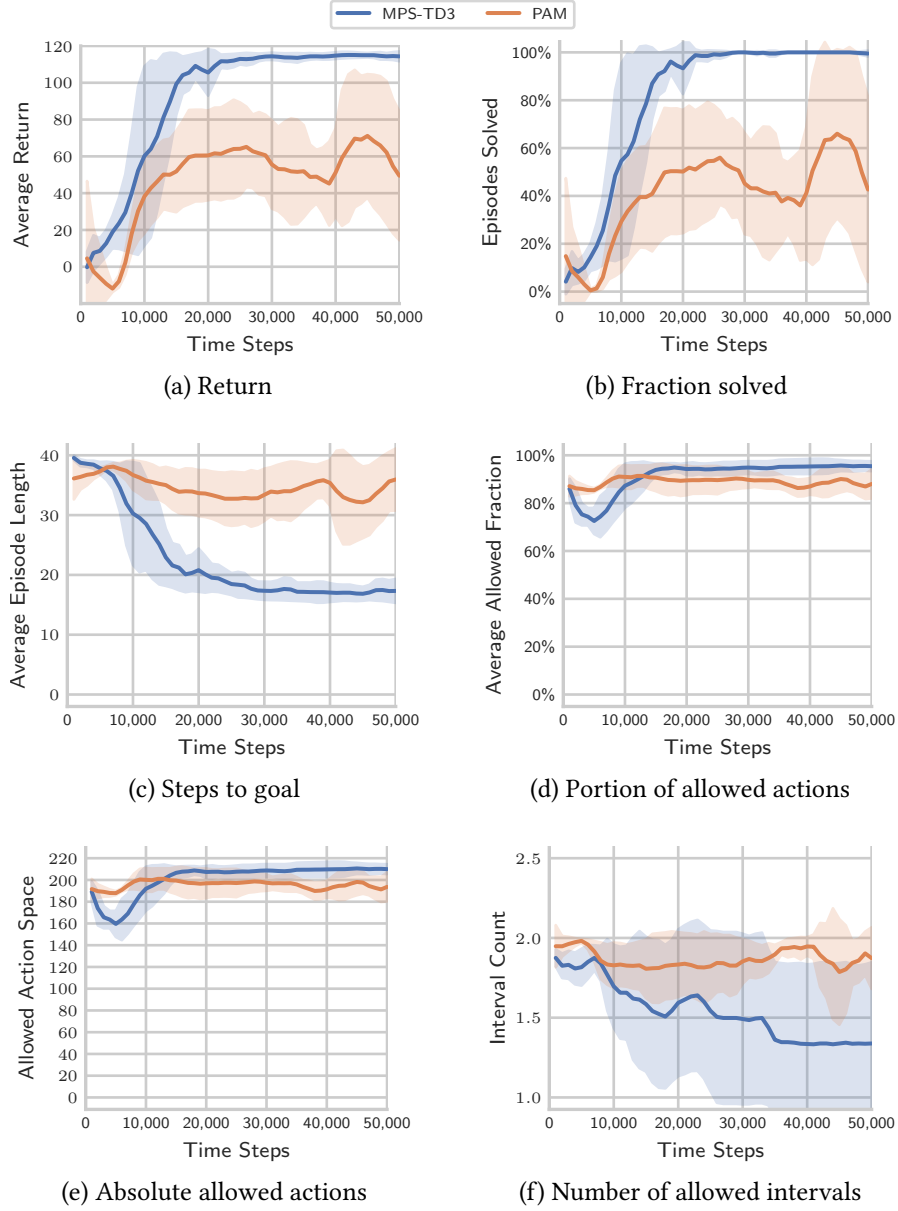 MPS-TD3 PAM
120
100
80
60
40
20
0
Average Return
0 10,000 20,000 30,000 40,000 50,000
Time Steps
(a) Return
100%
80%
60%
40%
20%
0%
Episodes Solved
0 10,000 20,000 30,000 40,000 50,000
Time Steps
(b) Fraction solved
40
30
20
10
0
Average Episode Length
0 10,000 20,000 30,000 40,000 50,000
Time Steps
(c) Steps to goal
100%
80%
60%
40%
20%
0%
Average Allowed Fraction
0 10,000 20,000 30,000 40,000 50,000
Time Steps
(d) Portion of allowed actions
220
200
180
160
140
120
100
80
60
40
20
0
Allowed Action Space
0 10,000 20,000 30,000 40,000 50,000
Time Steps
(e) Absolute allowed actions
2.5
2.0
1.5
1.0
Interval Count
0 10,000 20,000 30,000 40,000 50,000
Time Steps
(f) Number of allowed intervals